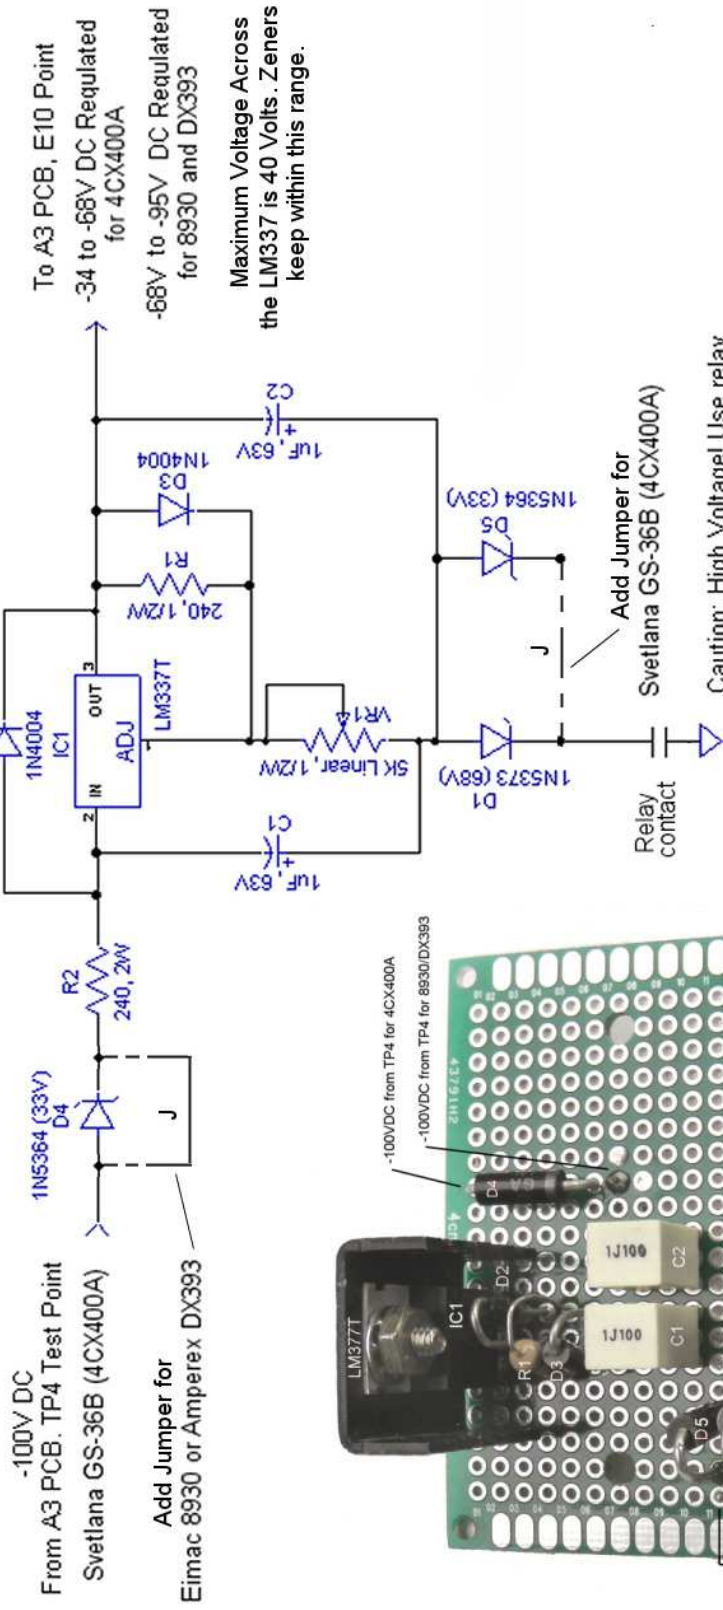 -100V DC
From A3 PCB. TP4 Test Point
Svetlana GS-36B (4CX400A)
Add Jumper for
Eimac 8930 or Amperex DX393
1N5364 (33V)
D4
J
R2
240, 2W
1N4004
IC1
2
IN
OUT
3
ADJ
1
LM337T
C1
1uF, 63V
+
5K Linear, 1/2W
VR1
240, 1/2W
R1
D3
1N4004
C2
1uF, 63V
+
D1
1N5373 (68V)
D5
1N5364 (33V)
J
Relay
contact
Add Jumper for
Svetlana GS-36B (4CX400A)
To A3 PCB, E10 Point
-34 to -68V DC Requlated
for 4CX400A
-68V to -95V DC Requlated
for 8930 and DX393
Maximum Voltage Across
the LM337 is 40 Volts. Zeners
keep within this range.
-100VDC from TP4 for 4CX400A
-100VDC from TP4 for 8930/DX393
LM377T
IC1
D2
D4
R1
D3
1J100
C1
1J100
C2
D5
43791H2